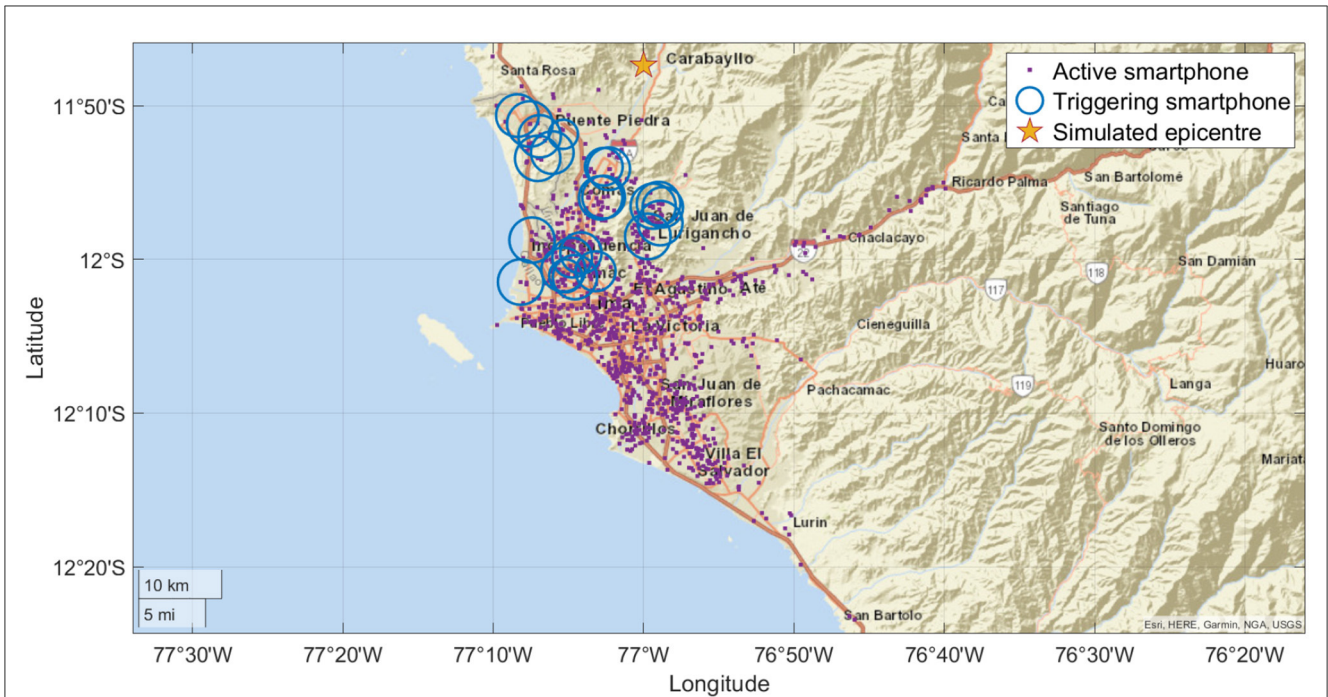 Santa Rosa
Carabayllo
Active smartphone
Triggering smartphone
Simulated epicentre
11°50'S
Puente Piedra
Ricardo Palma
San Bartolomé
Santiago
de Tuna
San Juan de
Lurigancho
Chaclacayo
12°S
San Damián
22
118
117
El Agustino
Ate
Lima
La Victoria
Cieneguilla
Latitude
Huaro
San Juan de
Miraflores
Pachacamac
119
Langa
12°10'S
Santo Domingo
de los Olleros
Villa El
Salvador
Mariata
Lurin
12°20'S
10 km
5 mi
San Bartolo
Esri, HERE, Garmin, NGA, USGS
77°30'W
77°20'W
77°10'W
77°W
76°50'W
76°40'W
76°30'W
76°20'W
Longitude